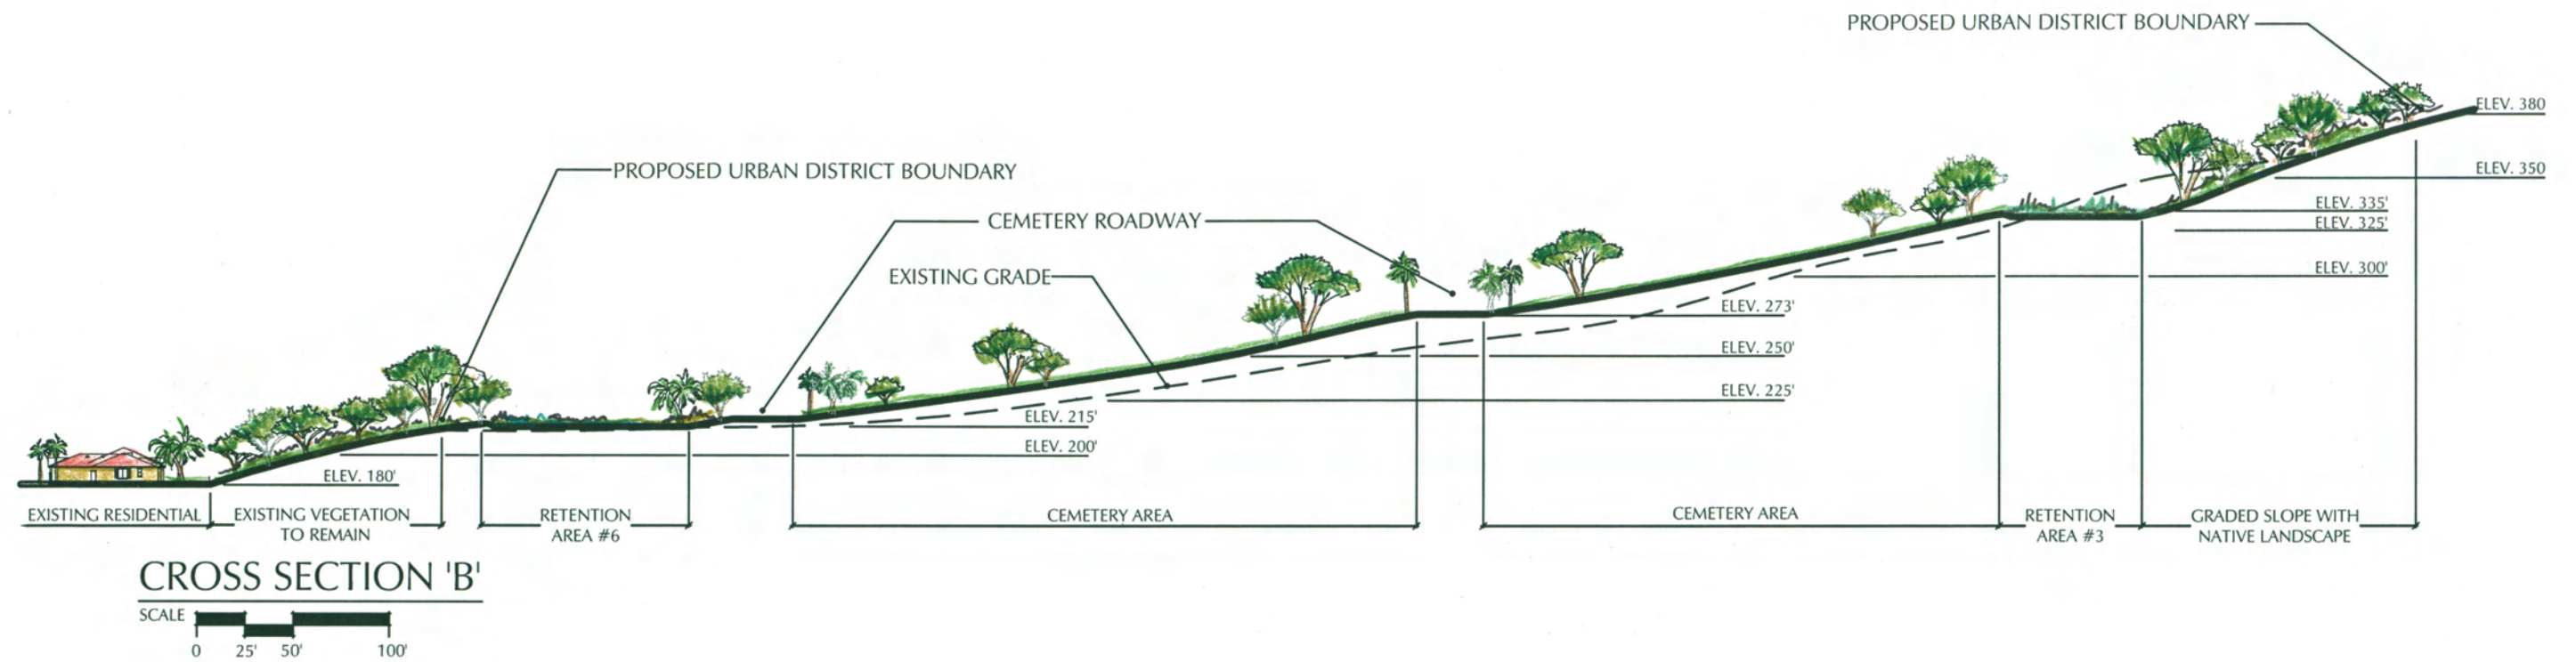 PROPOSED URBAN DISTRICT BOUNDARY
ELEV. 380
PROPOSED URBAN DISTRICT BOUNDARY
ELEV. 350
ELEV. 335'
CEMETERY ROADWAY
ELEV. 325'
EXISTING GRADE
ELEV. 300'
ELEV. 273'
ELEV. 250'
ELEV. 225'
ELEV. 215'
ELEV. 200'
ELEV. 180'
EXISTING RESIDENTIAL
EXISTING VEGETATION
TO REMAIN
RETENTION
AREA #6
CEMETERY AREA
CEMETERY AREA
RETENTION
AREA #3
GRADED SLOPE WITH
NATIVE LANDSCAPE
CROSS SECTION 'B'
SCALE
0 25' 50' 100'